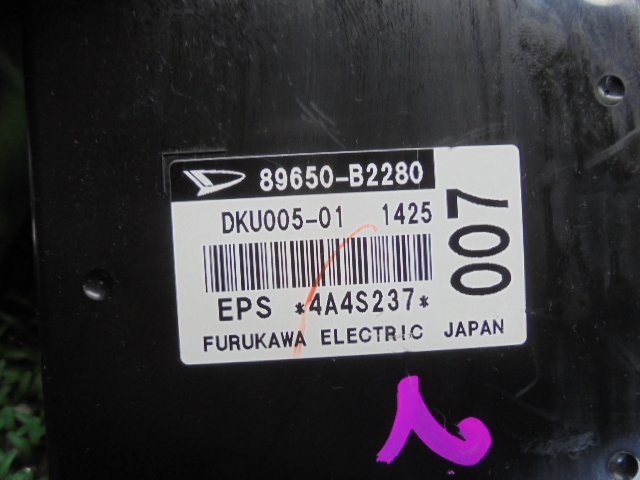 89650-B2280
DKU005-01 1425
007
EPS *4A4S237*
FURUKAWA ELECTRIC JAPAN